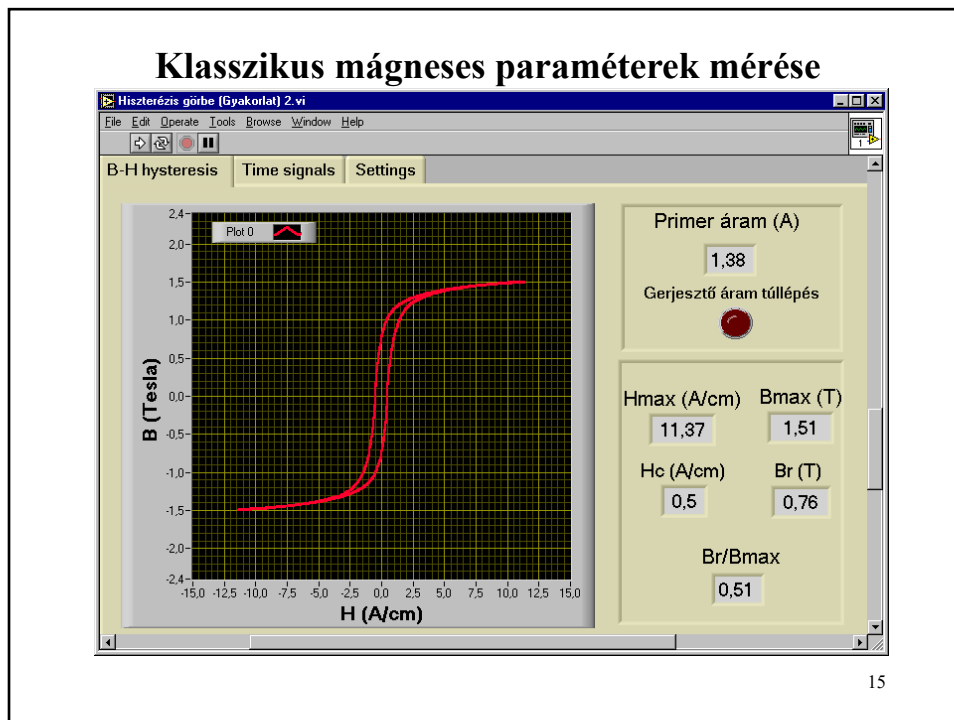 Klasszikus mágneses paraméterek mérése
Hiszterézis görbe (Gyakorlat) 2.vi
File Edit Operate Tools Browse Window Help
1
B-H hysteresis Time signals Settings
Plot 0
2,4
2,0
1,5
1,0
0,5
0,0
-0,5
-1,0
-1,5
-2,0
-2,4
B (Tesla)
-15,0 -12,5 -10,0 -7,5 -5,0 -2,5 0,0 2,5 5,0 7,5 10,0 12,5 15,0
H (A/cm)
Primer áram (A)
1,38
Gerjesztő áram túllépés
Hmax (A/cm) Bmax (T)
11,37 1,51
Hc (A/cm) Br (T)
0,5 0,76
Br/Bmax
0,51
15